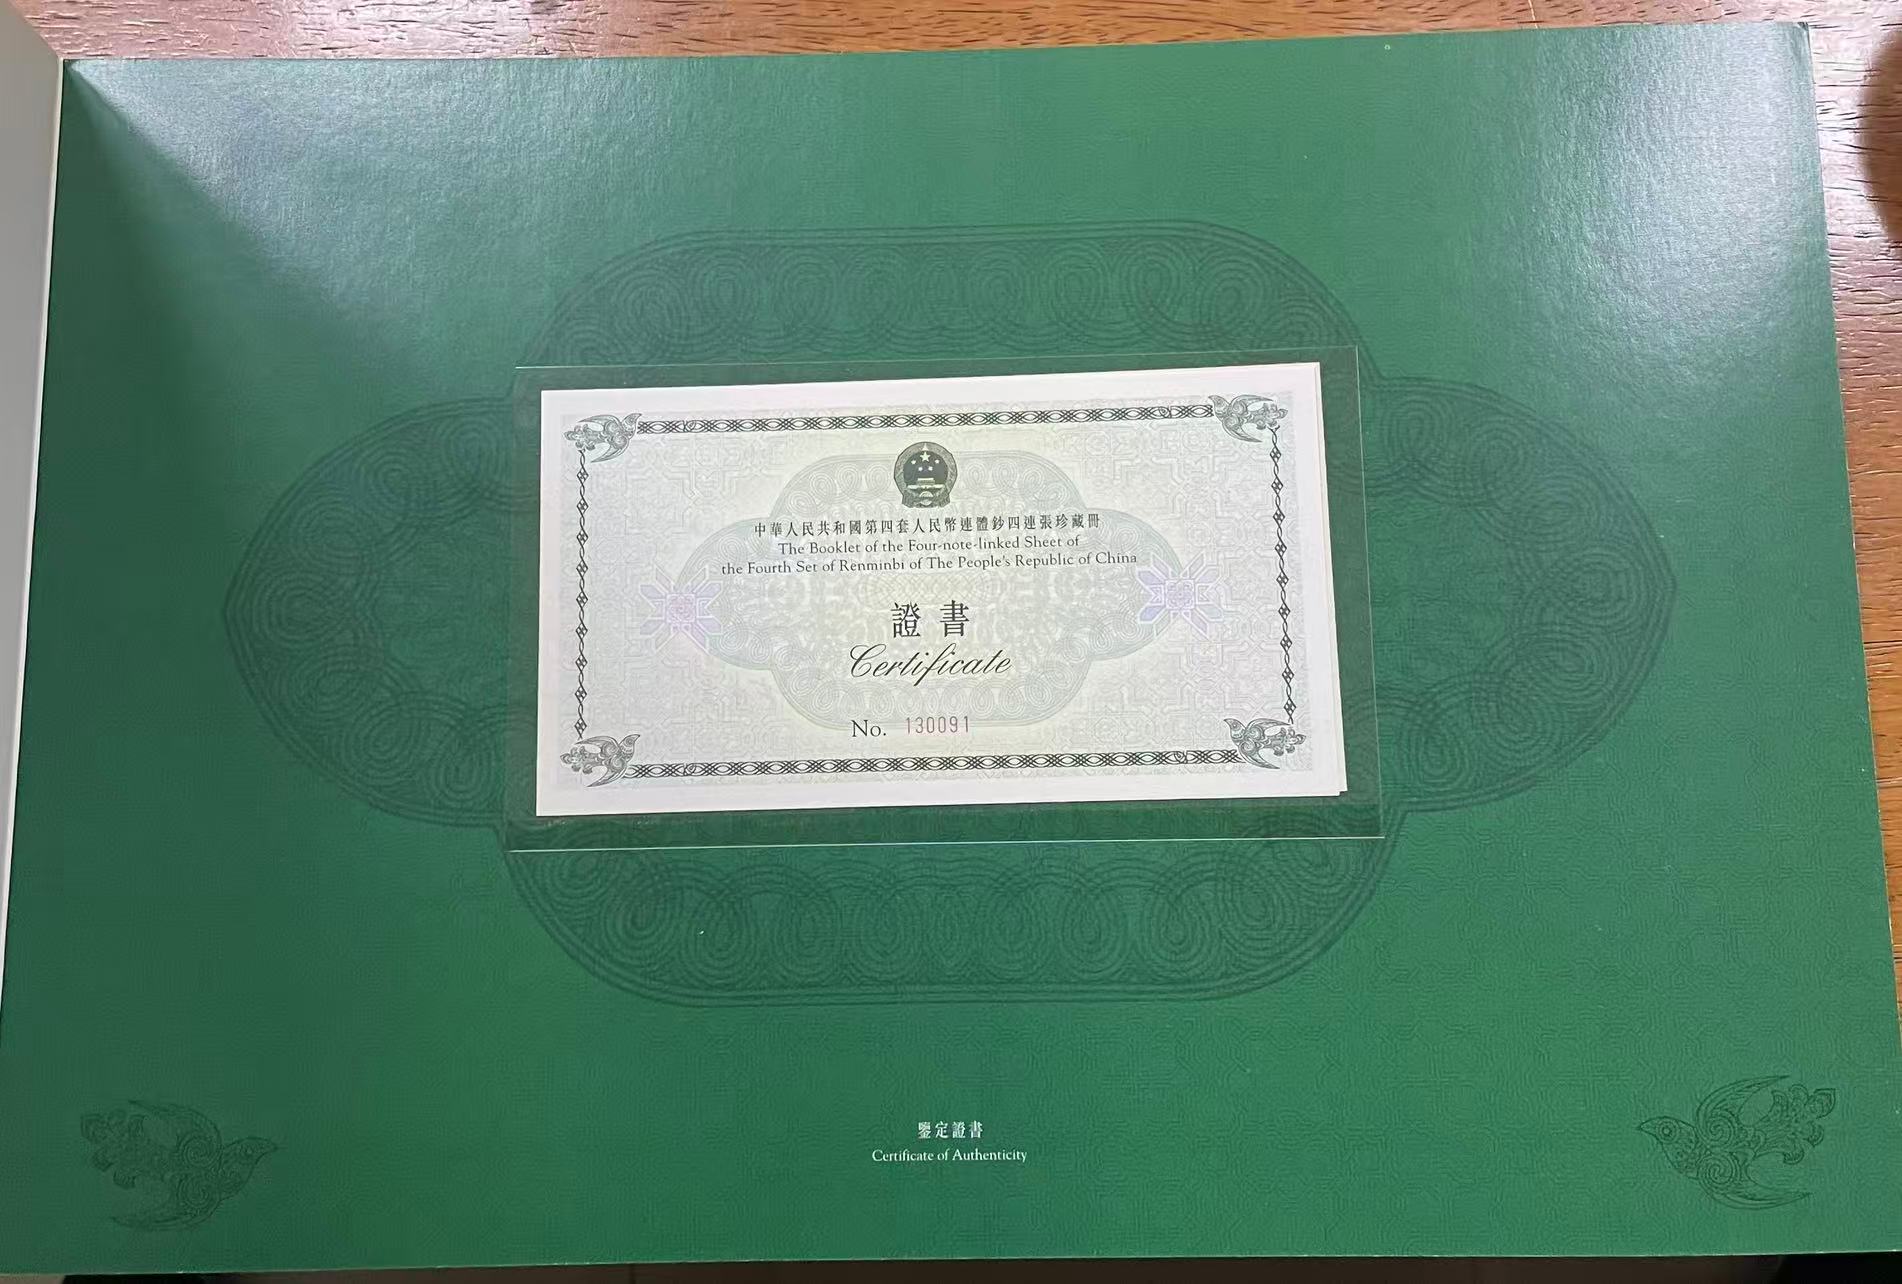 中華人民共和國第四套人民幣連體鈔四連張珍藏冊
The Booklet of the Four-note-linked Sheet of
the Fourth Set of Renminbi of The People's Republic of China
證書
Certificate
No. 130091
鑒定證書
Certificate of Authenticity